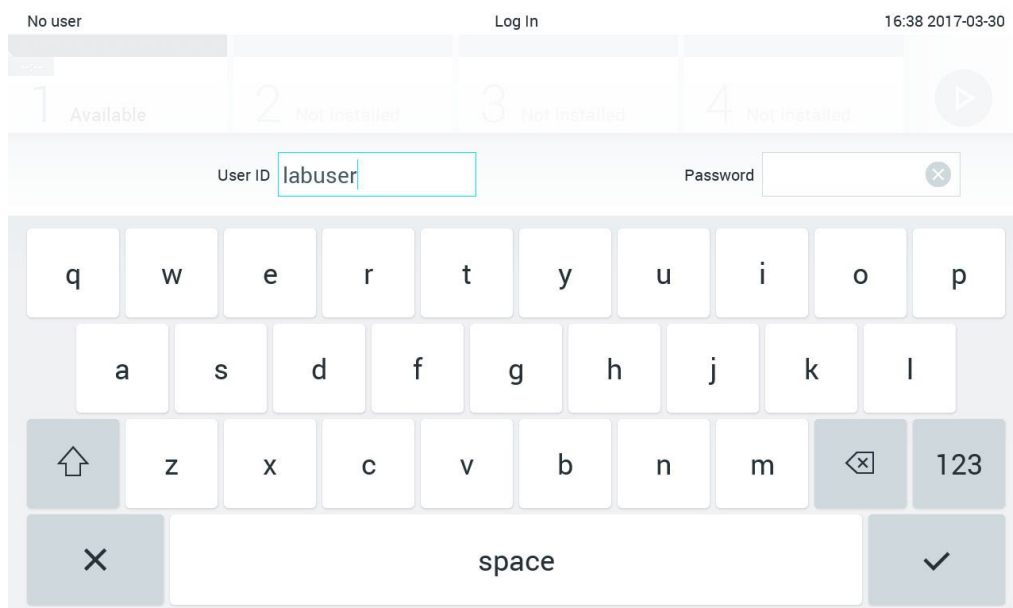 No user Log In 16:38 2017-03-30
-:-
1 Available 2 Not installed 3 Not installed 4 Not installed
User ID labuser Password
q w e r t y u i o p
a s d f g h j k l
z x c v b n m 123
space